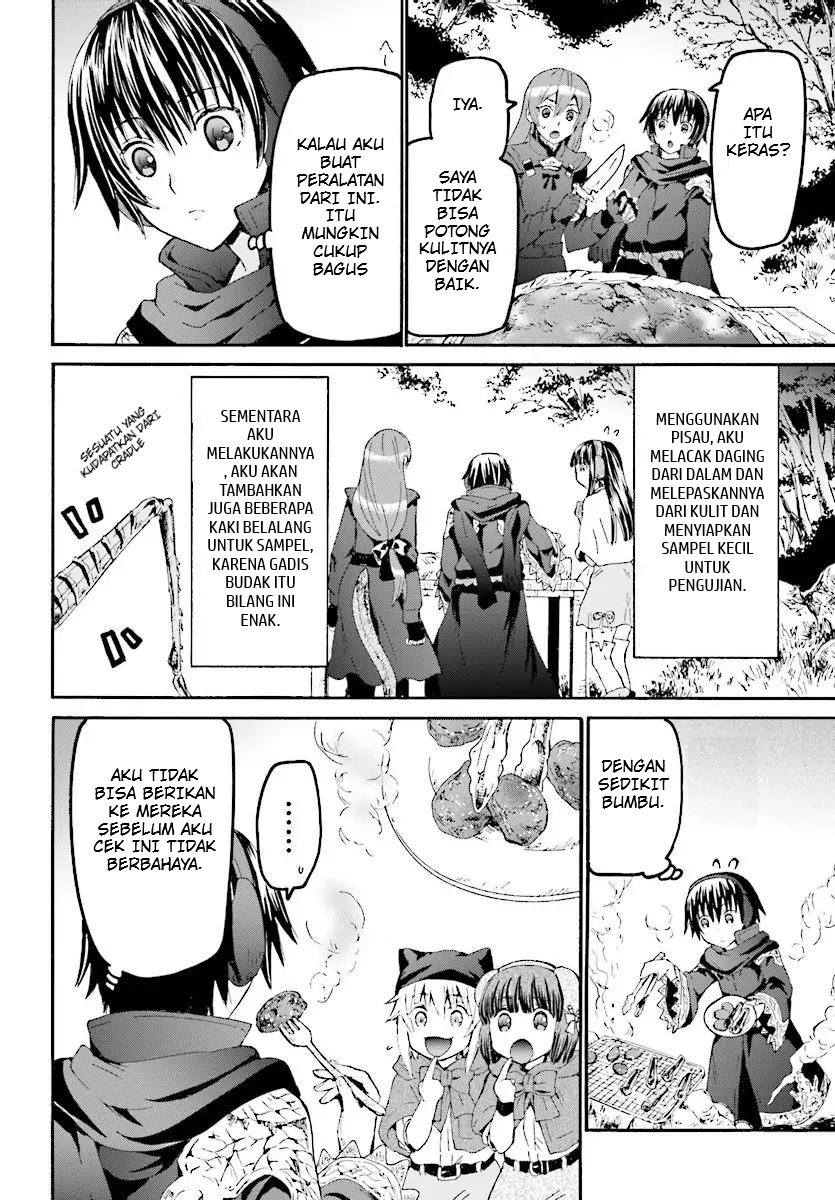 APA
ITU
KERAS?
IYA.
SAYA
TIDAK
BISA
POTONG
KULITNYA
DENGAN
BAIK.
KALAU AKU
BUAT
PERALATAN
DARI INI.
ITU
MUNGKIN
CUKUP
BAGUS
MENGGUNAKAN
PISAU, AKU
MELACAK DAGING
DARI DALAM DAN
MELEPASKANNYA
DARI KULIT DAN
MENYIAPKAN
SAMPEL KECIL
UNTUK
PENGUJIAN.
SEMENTARA
AKU
MELAKUKANNYA
, AKU AKAN
TAMBAHKAN
JUGA BEBERAPA
KAKI BELALANG
UNTUK SAMPEL,
KARENA GADIS
BUDAK ITU
BILANG INI
ENAK.
SESUATU YANG
KUDAPATKAN DARI
CRADLE
DENGAN
SEDIKIT
BUMBU.
.....
AKU TIDAK
BISA BERIKAN
KE MEREKA
SEBELUM AKU
CEK INI TIDAK
BERBAHAYA.